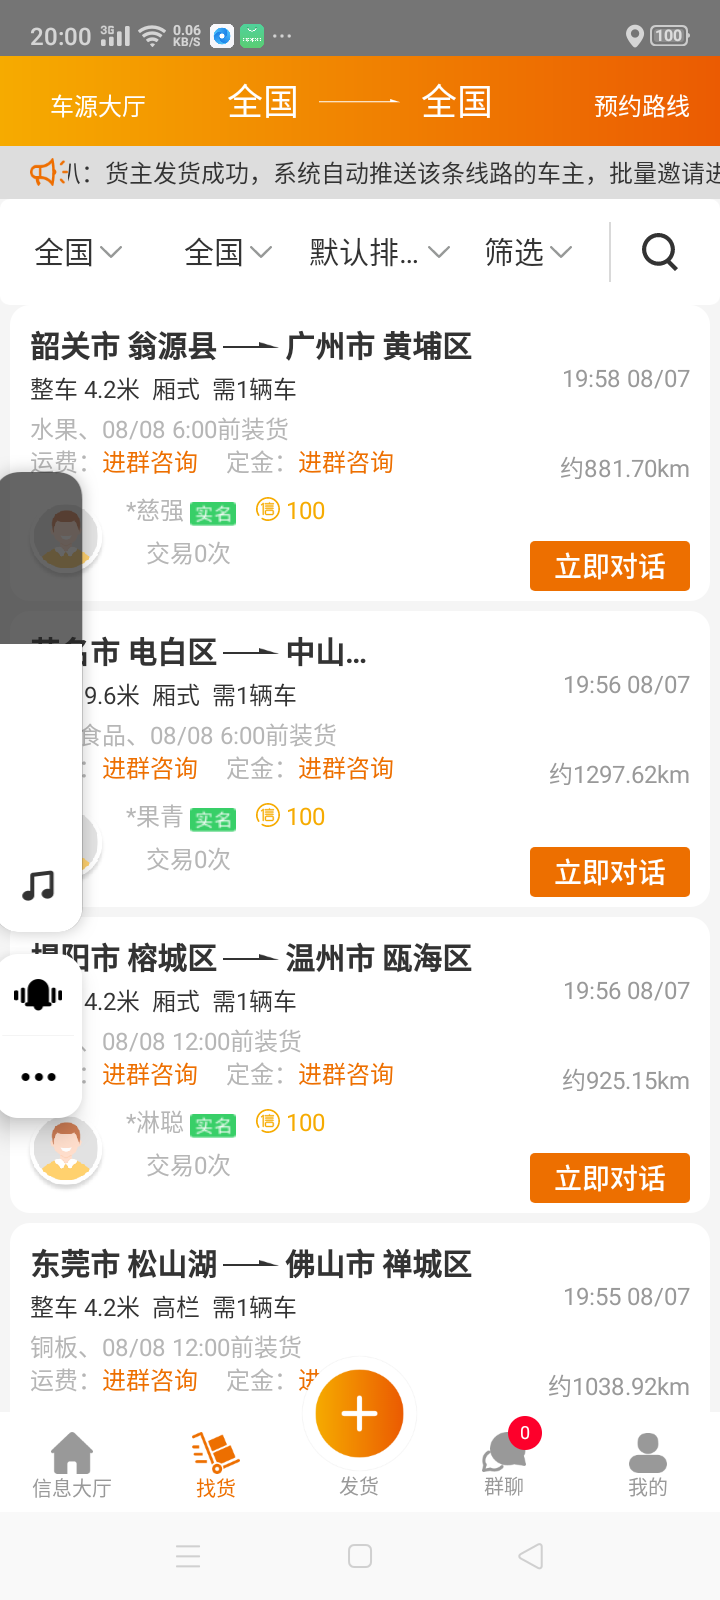 20:00 3G 0.06 KB/S ... 100
车源大厅 全国 全国 预约路线
：货主发货成功，系统自动推送该条线路的车主，批量邀请进
全国 全国 默认排... 筛选
韶关市 翁源县 广州市 黄埔区
整车 4.2米 厢式 需1辆车
19:58 08/07
水果、08/08 6:00前装货
运费：进群咨询 定金：进群咨询
约881.70km
*慈强 实名 信 100
交易0次
立即对话
市 电白区 中山...
9.6米 厢式 需1辆车
19:56 08/07
食品、08/08 6:00前装货
：进群咨询 定金：进群咨询
约1297.62km
*果青 实名 信 100
交易0次
立即对话
揭阳市 榕城区 温州市 瓯海区
4.2米 厢式 需1辆车
19:56 08/07
、08/08 12:00前装货
：进群咨询 定金：进群咨询
约925.15km
*淋聪 实名 信 100
交易0次
立即对话
东莞市 松山湖 佛山市 禅城区
整车 4.2米 高栏 需1辆车
19:55 08/07
铜板、08/08 12:00前装货
运费：进群咨询 定金：进
约1038.92km
信息大厅 找货 发货 0 群聊 我的